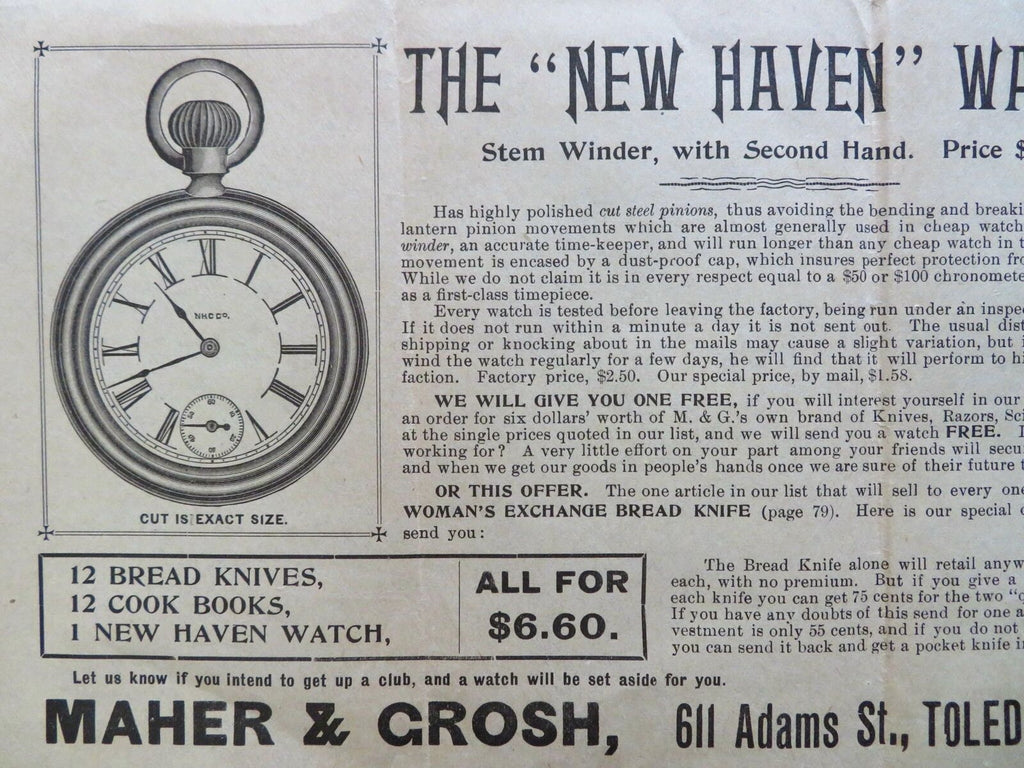 THE "NEW HAVEN" WA
Stem Winder, with Second Hand. Price $
Has highly polished cut steel pinions, thus avoiding the bending and breaki
lantern pinion movements which are almost generally used in cheap watch
winder, an accurate time-keeper, and will run longer than any cheap watch in t
movement is encased by a dust-proof cap, which insures perfect protection fro
While we do not claim it is in every respect equal to a $50 or $100 chronomete
as a first-class timepiece.
Every watch is tested before leaving the factory, being run under an inspe
If it does not run within a minute a day it is not sent out. The usual dist
shipping or knocking about in the mails may cause a slight variation, but i
wind the watch regularly for a few days, he will find that it will perform to hi
faction. Factory price, $2.50. Our special price, by mail, $1.58.
WE WILL GIVE YOU ONE FREE, if you will interest yourself in our
an order for six dollars' worth of M. & G.'s own brand of Knives, Razors, Sci
at the single prices quoted in our list, and we will send you a watch FREE. I
working for? A very little effort on your part among your friends will secu
and when we get our goods in people's hands once we are sure of their future t
OR THIS OFFER. The one article in our list that will sell to every one
WOMAN'S EXCHANGE BREAD KNIFE (page 79). Here is our special o
send you:
XII
I
II
III
IIII
V
VII
VIII
IX
X
XI
N.H.C.CO.
60
CUT IS EXACT SIZE.
12 BREAD KNIVES,
12 COOK BOOKS,
1 NEW HAVEN WATCH,
ALL FOR
$6.60.
The Bread Knife alone will retail anyw
each, with no premium. But if you give a
each knife you can get 75 cents for the two "q
If you have any doubts of this send for one a
vestment is only 55 cents, and if you do not
you can send it back and get a pocket knife i
Let us know if you intend to get up a club, and a watch will be set aside for you.
MAHER & GROSH, 611 Adams St., TOLED